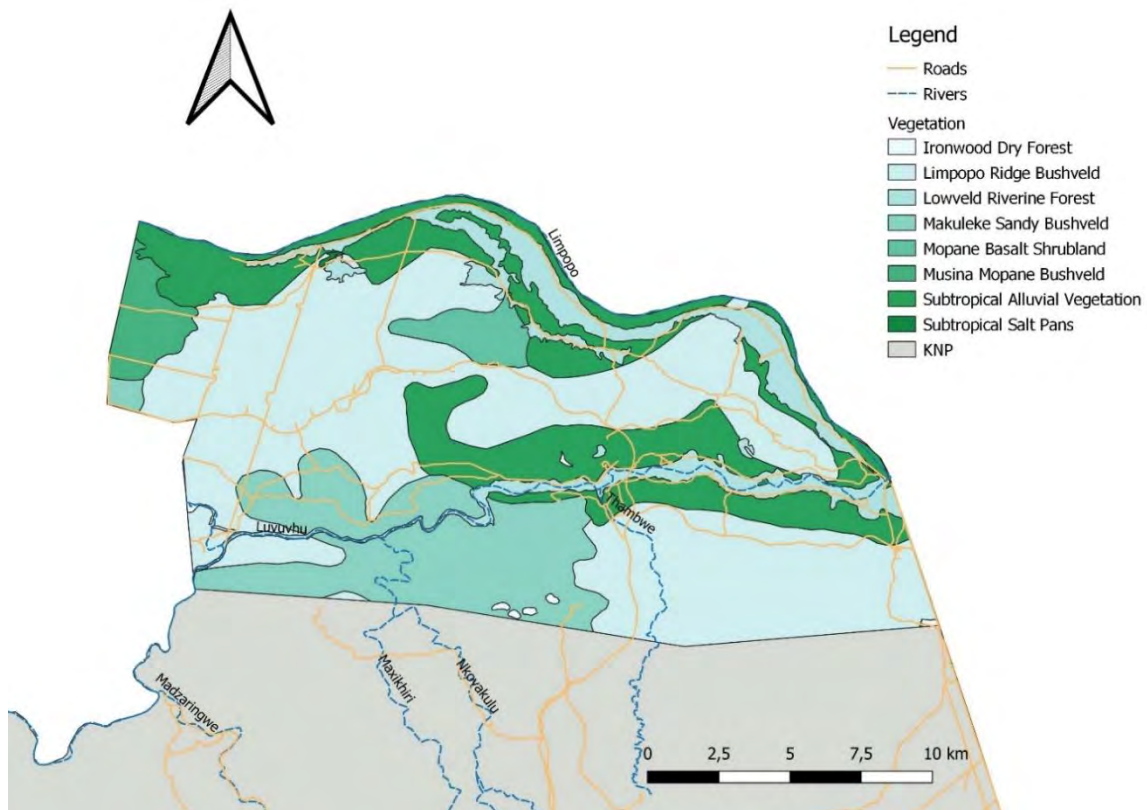 Legend
Roads
Rivers
Vegetation
Ironwood Dry Forest
Limpopo Ridge Bushveld
Lowveld Riverine Forest
Makuleke Sandy Bushveld
Mopane Basalt Shrubland
Musina Mopane Bushveld
Subtropical Alluvial Vegetation
Subtropical Salt Pans
KNP
Limpopo
Thambwe
Luvuvhu
Madzaringwe
Maxikhiri
Nkovakulu
0 2,5 5 7,5 10 km